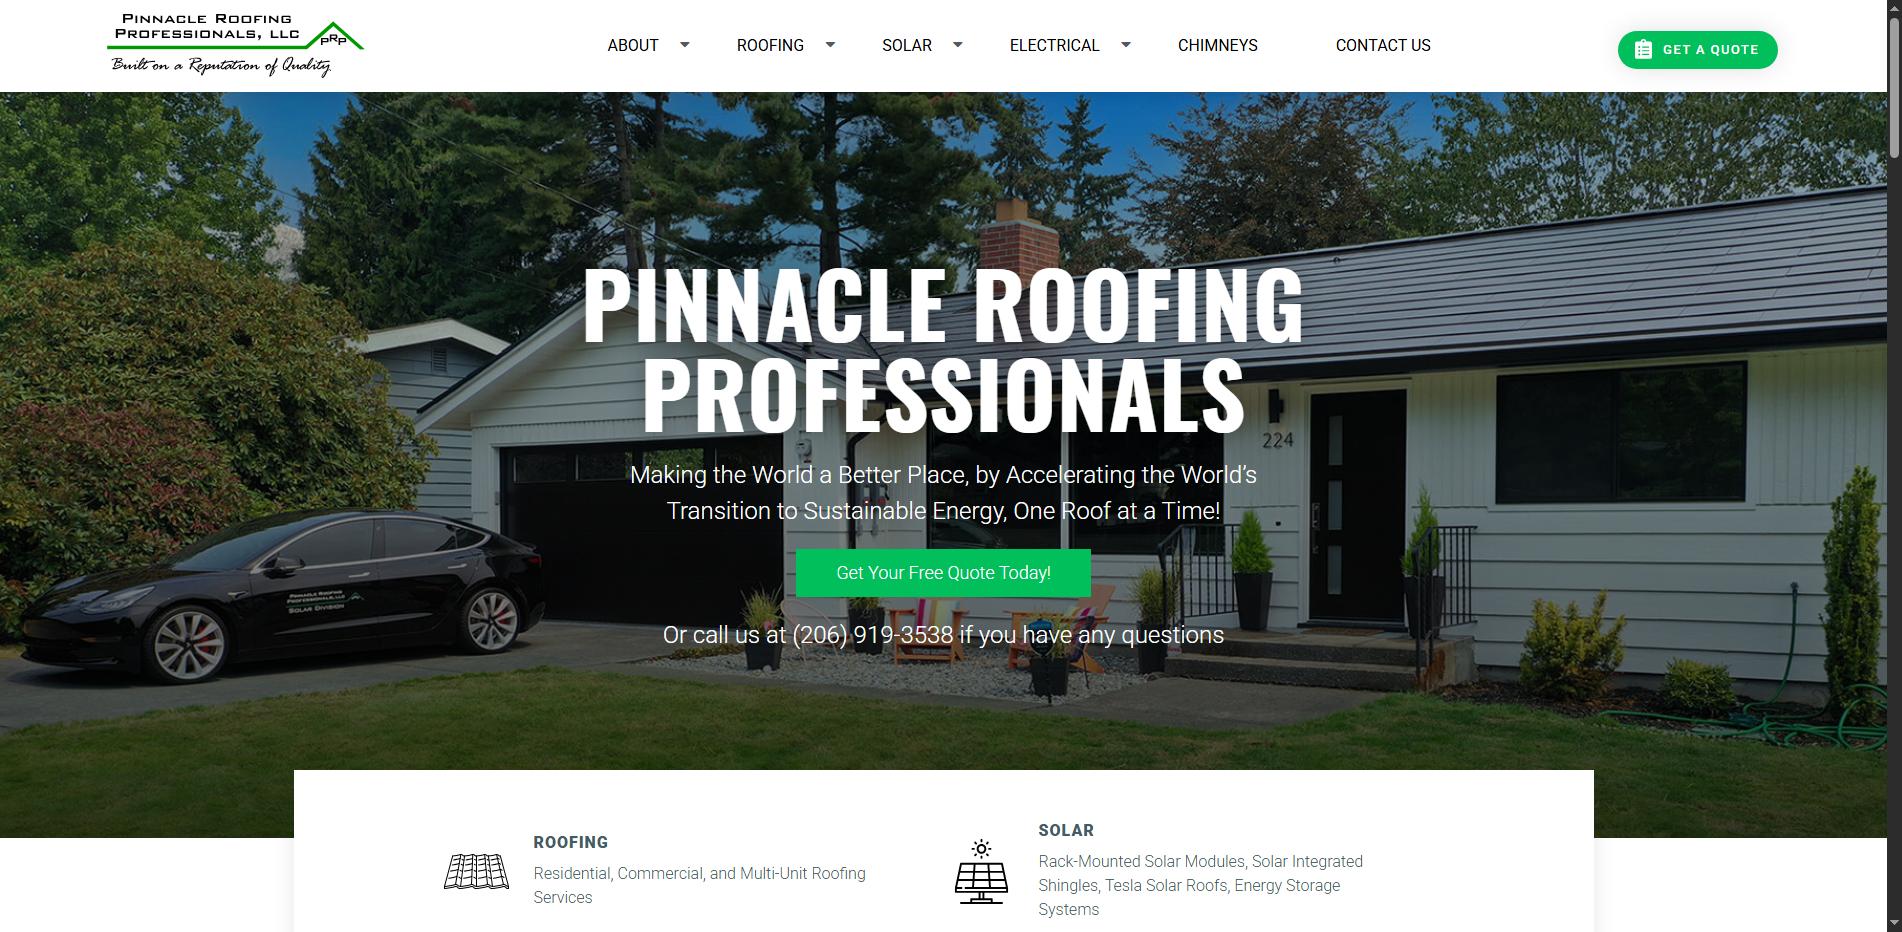 PINNACLE ROOFING
PROFESSIONALS, LLC
PRP
Built on a Reputation of Quality.
ABOUT
ROOFING
SOLAR
ELECTRICAL
CHIMNEYS
CONTACT US
GET A QUOTE
PINNACLE ROOFING
PROFESSIONALS
224
Making the World a Better Place, by Accelerating the World’s
Transition to Sustainable Energy, One Roof at a Time!
Get Your Free Quote Today!
PINNACLE ROOFING
PROFESSIONALS, LLC
SOLAR DIVISION
Or call us at (206) 919-3538 if you have any questions
ROOFING
Residential, Commercial, and Multi-Unit Roofing
Services
SOLAR
Rack-Mounted Solar Modules, Solar Integrated
Shingles, Tesla Solar Roofs, Energy Storage
Systems